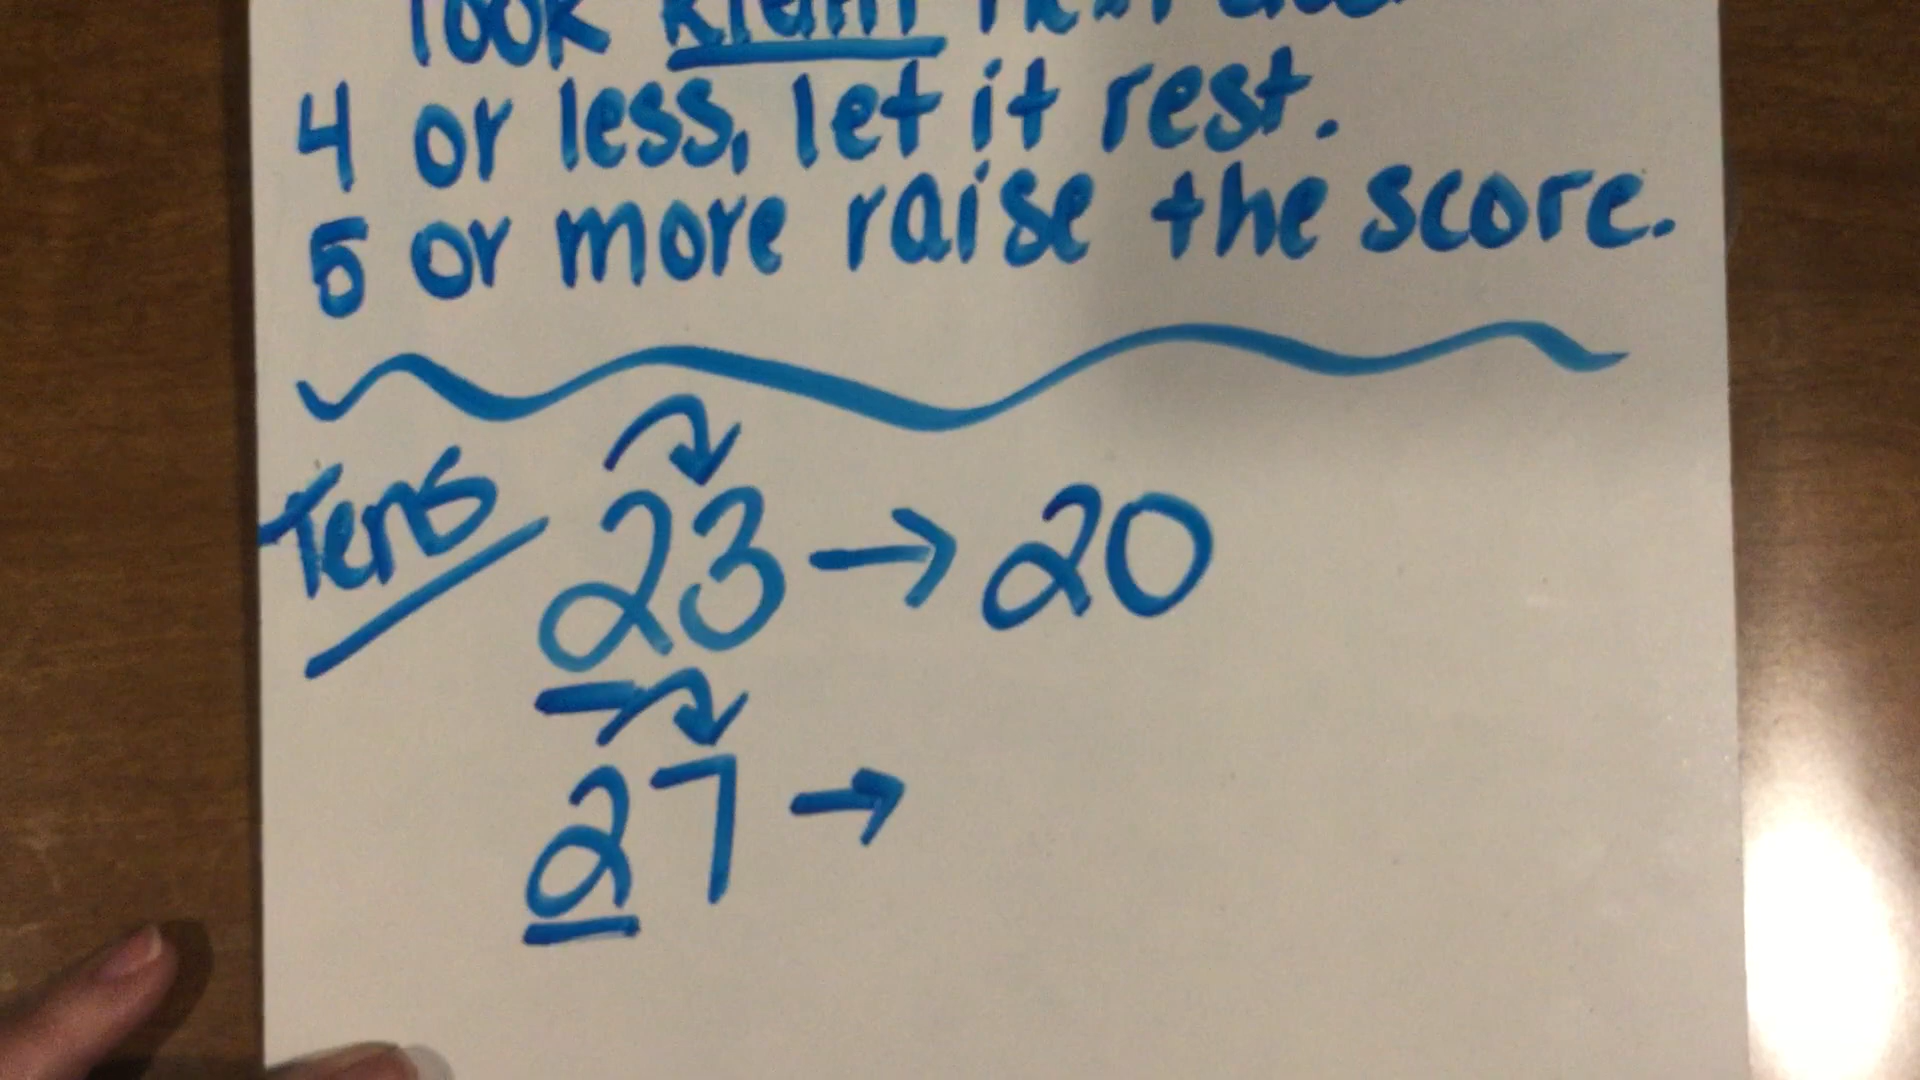 look Right next door
4 or less, let it rest.
5 or more raise the score.
Tens
23 → 20
27 →